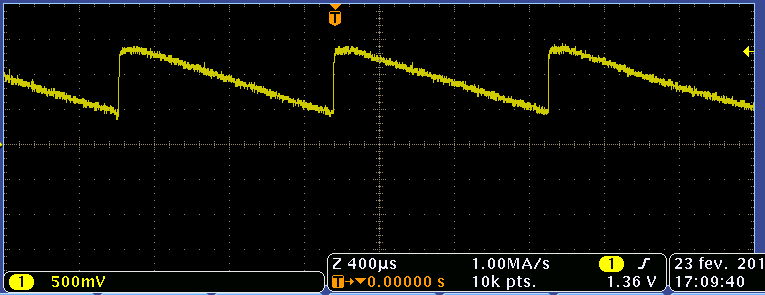 T
1 500mV
Z 400µs 1.00MA/s 1 1.36 V
T→▼0.00000 s 10k pts.
23 fev. 201
17:09:40